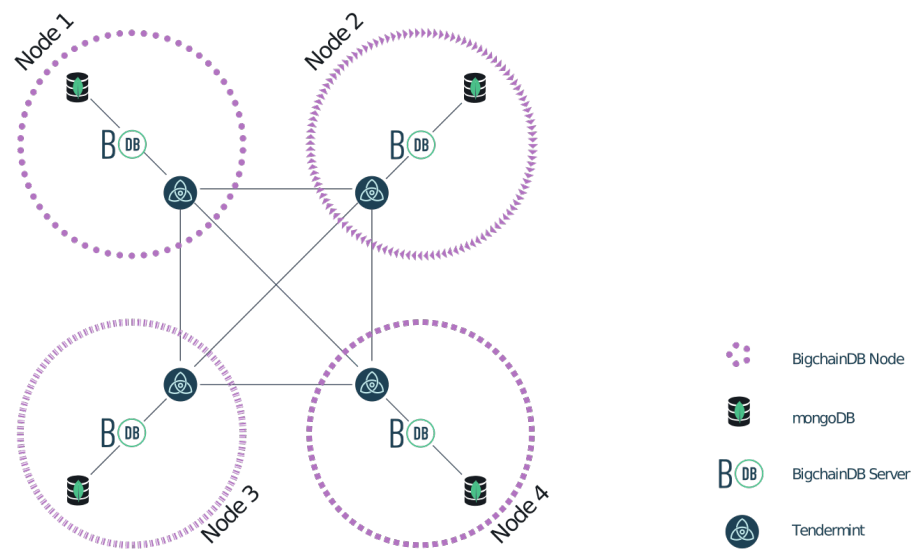 Node 1
Node 2
B DB
B DB
B DB
B DB
Node 3
Node 4
BigchainDB Node
mongoDB
B DB
BigchainDB Server
Tendermint